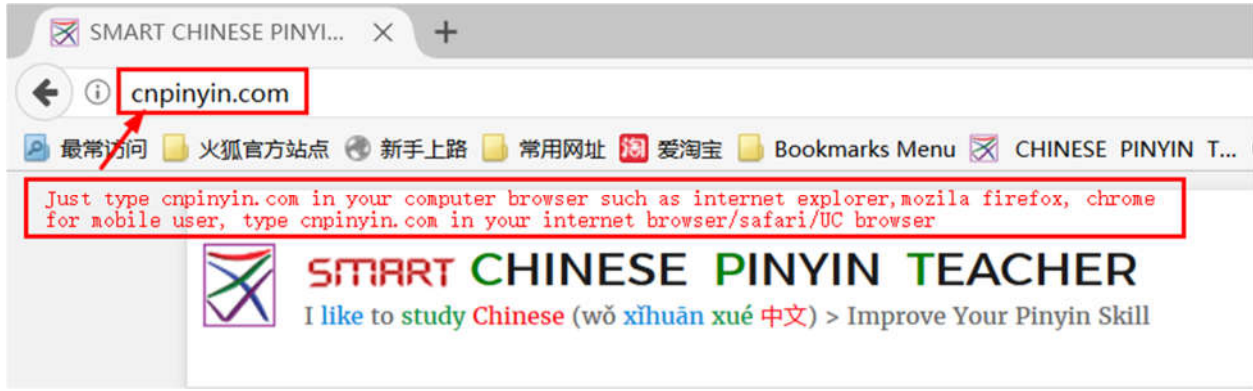 SMART CHINESE PINYI...
cnpinyin.com
最常访问 火狐官方站点 新手上路 常用网址 淘 爱淘宝 Bookmarks Menu CHINESE PINYIN T...
Just type cnpinyin.com in your computer browser such as internet explorer,mozila firefox, chrome
for mobile user, type cnpinyin.com in your internet browser/safari/UC browser
SMART CHINESE PINYIN TEACHER
I like to study Chinese (wǒ xǐhuān xué 中文) > Improve Your Pinyin Skill